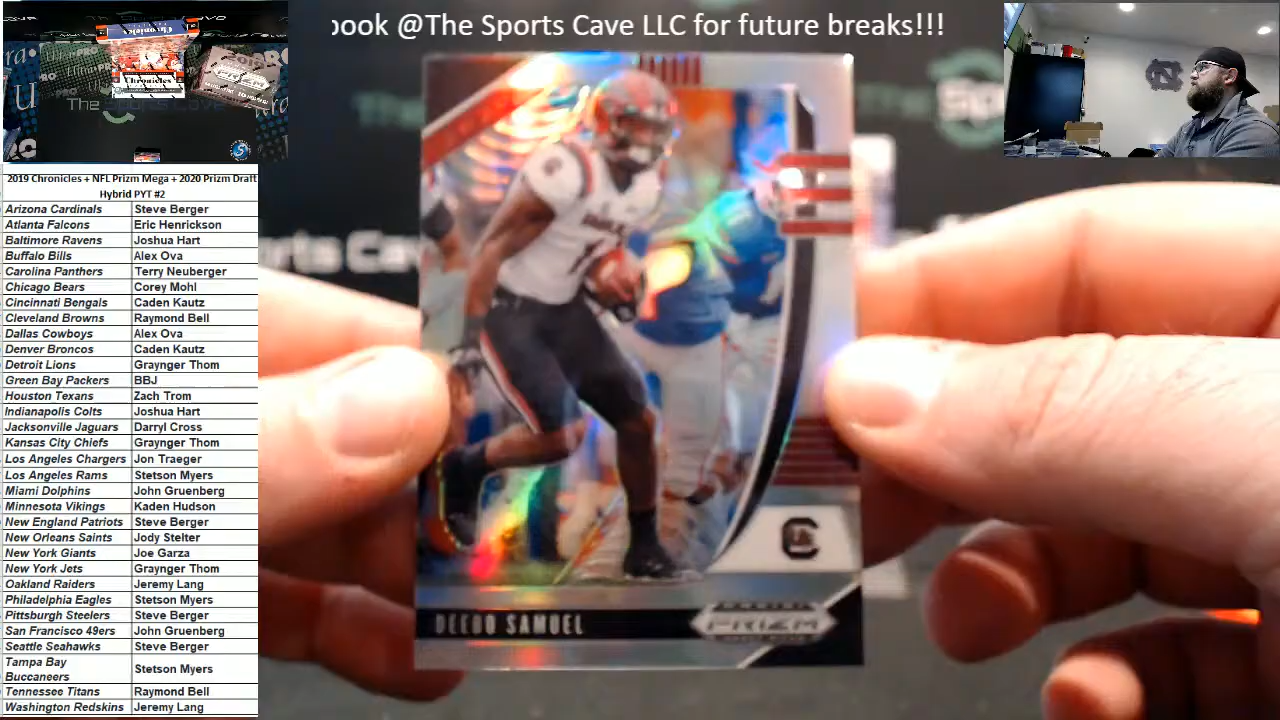 ook @The Sports Cave LLC for future breaks!!!
Chronicles
The Sports Cave
2019 Chronicles + NFL Prizm Mega + 2020 Prizm Draft
Hybrid PYT #2
Arizona Cardinals Steve Berger
Atlanta Falcons Eric Henrickson
Baltimore Ravens Joshua Hart
Buffalo Bills Alex Ova
Carolina Panthers Terry Neuberger
Chicago Bears Corey Mohl
Cincinnati Bengals Caden Kautz
Cleveland Browns Raymond Bell
Dallas Cowboys Alex Ova
Denver Broncos Caden Kautz
Detroit Lions Graynger Thom
Green Bay Packers BBJ
Houston Texans Zach Trom
Indianapolis Colts Joshua Hart
Jacksonville Jaguars Darryl Cross
Kansas City Chiefs Graynger Thom
Los Angeles Chargers Jon Traeger
Los Angeles Rams Stetson Myers
Miami Dolphins John Gruenberg
Minnesota Vikings Kaden Hudson
New England Patriots Steve Berger
New Orleans Saints Jody Stelter
New York Giants Joe Garza
New York Jets Graynger Thom
Oakland Raiders Jeremy Lang
Philadelphia Eagles Stetson Myers
Pittsburgh Steelers Steve Berger
San Francisco 49ers John Gruenberg
Seattle Seahawks Steve Berger
Tampa Bay
Buccaneers Stetson Myers
Tennessee Titans Raymond Bell
Washington Redskins Jeremy Lang
DEEBO SAMUEL
PRIZM